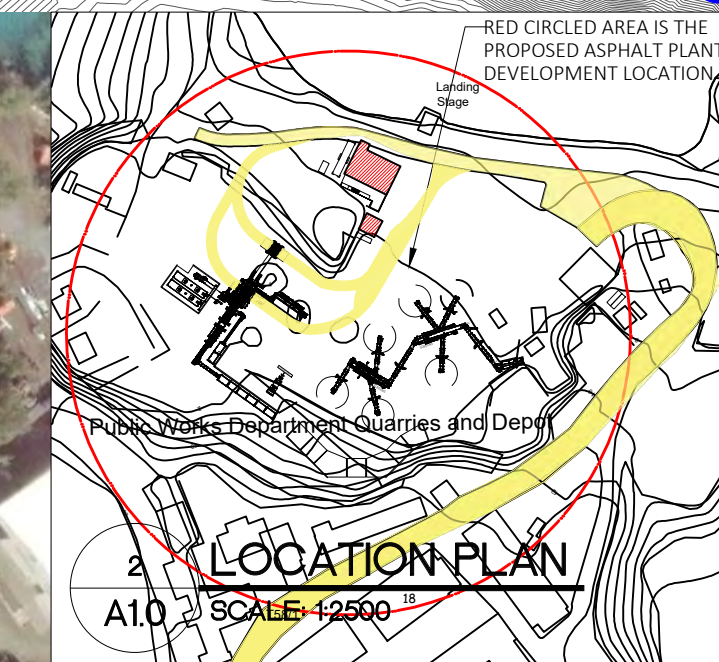 RED CIRCLED AREA IS THE
PROPOSED ASPHALT PLANT
DEVELOPMENT LOCATION
Landing
Stage
Public Works Department Quarries and Depot
2
LOCATION PLAN
A1.0
SCALE: 1:2500
18